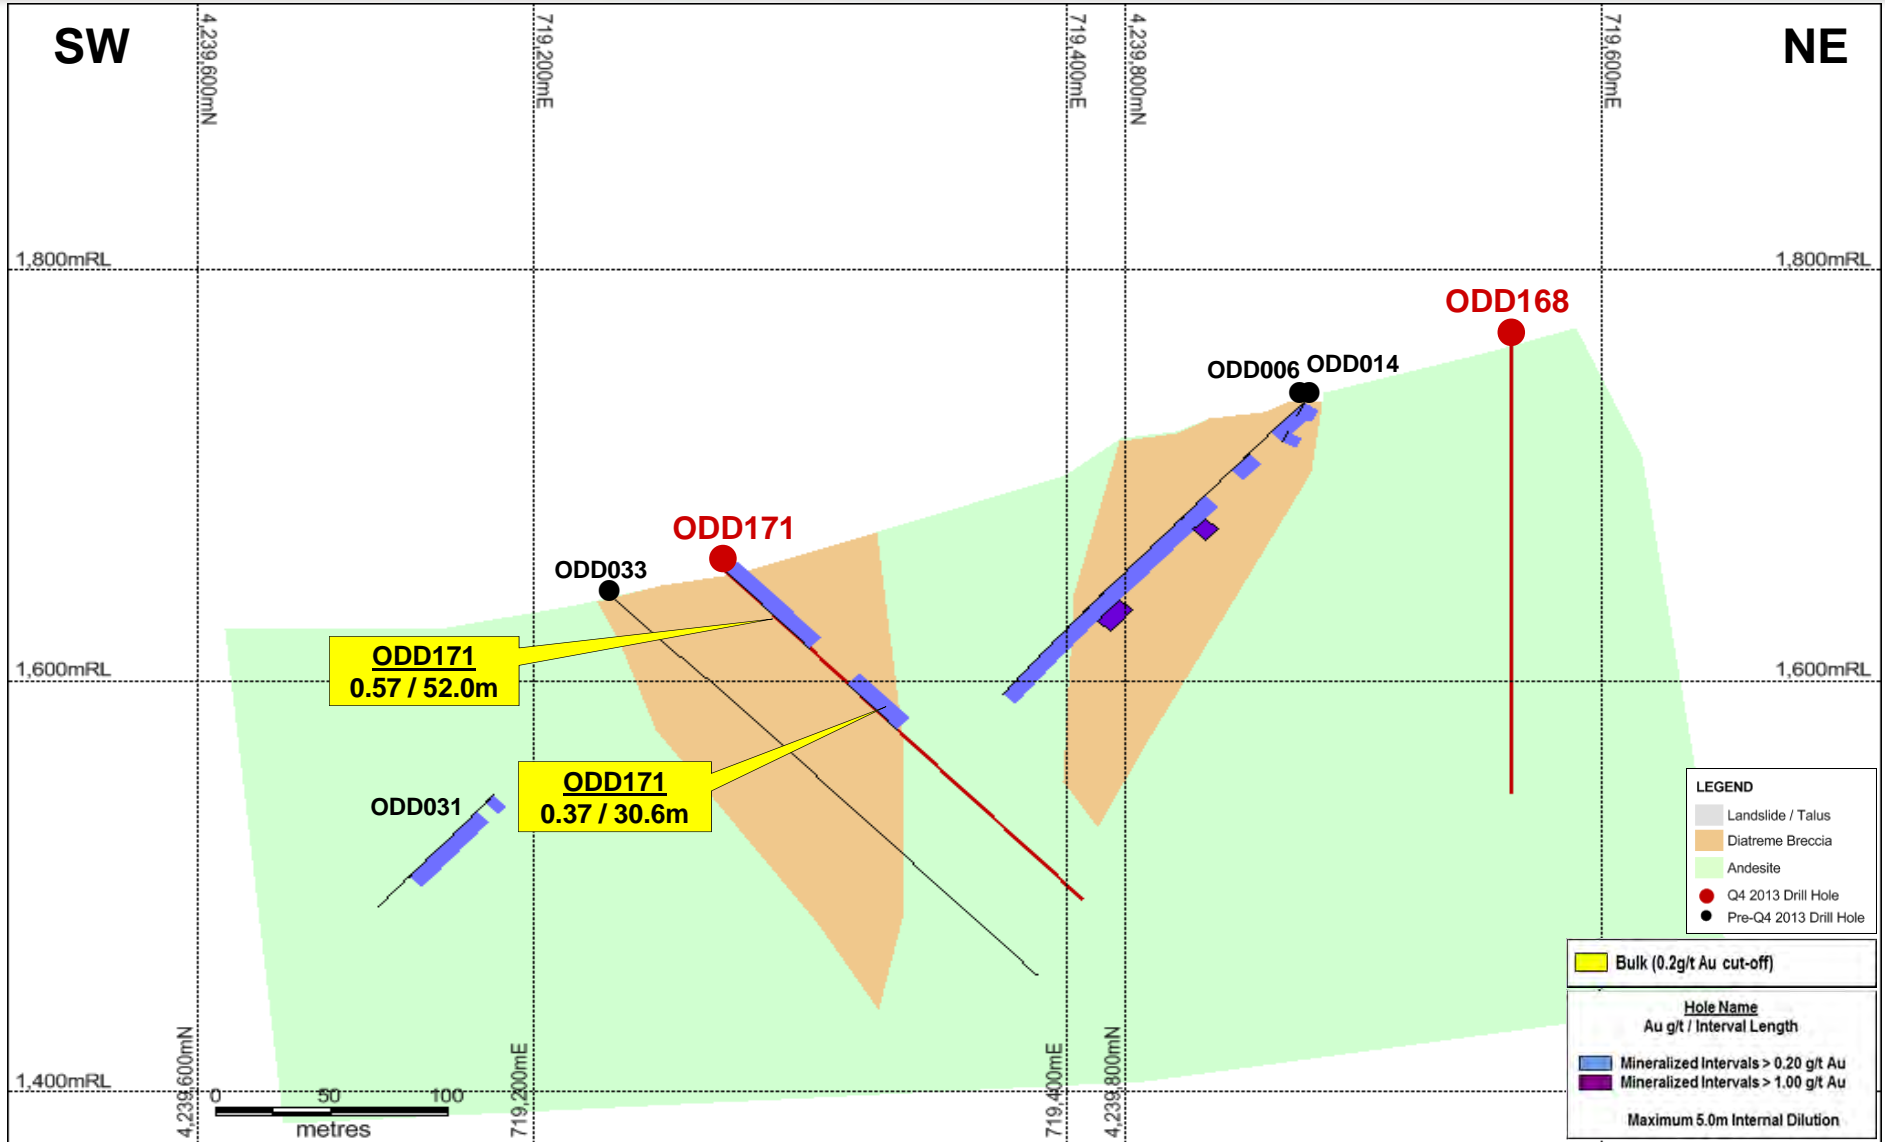 SW
NE
4,239,600mN
719,200mE
719,400mE
4,239,800mN
719,600mE
1,800mRL
1,800mRL
ODD168
ODD006
ODD014
ODD171
ODD033
1,600mRL
1,600mRL
ODD171
0.57 / 52.0m
ODD171
0.37 / 30.6m
ODD031
LEGEND
Landslide / Talus
Diatreme Breccia
Andesite
Q4 2013 Drill Hole
Pre-Q4 2013 Drill Hole
Bulk (0.2g/t Au cut-off)
Hole Name
Au g/t / Interval Length
Mineralized Intervals > 0.20 g/t Au
Mineralized Intervals > 1.00 g/t Au
Maximum 5.0m Internal Dilution
1,400mRL
4,239,600mN
719,200mE
719,400mE
4,239,800mN
0 50 100
metres